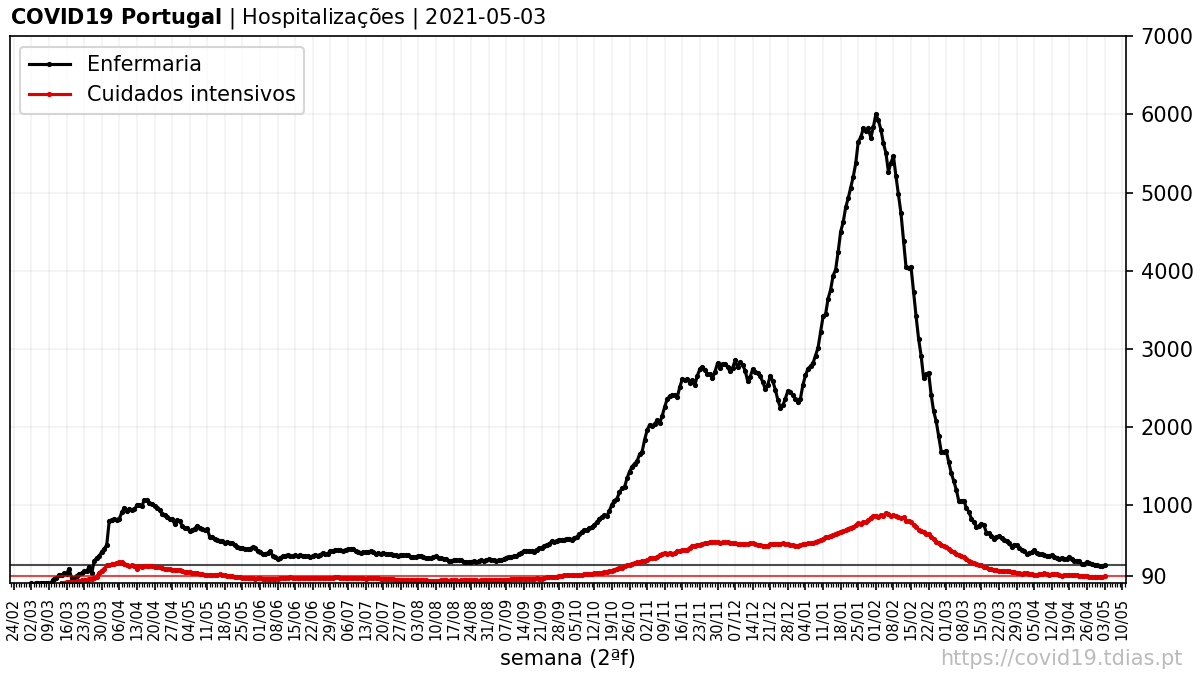 COVID19 Portugal | Hospitalizações | 2021-05-03
Enfermaria
Cuidados intensivos
7000
6000
5000
4000
3000
2000
1000
90
24/02 02/03 09/03 16/03 23/03 30/03 06/04 13/04 20/04 27/04 04/05 11/05 18/05 25/05 01/06 08/06 15/06 22/06 29/06 06/07 13/07 20/07 27/07 03/08 10/08 17/08 24/08 31/08 07/09 14/09 21/09 28/09 05/10 12/10 19/10 26/10 02/11 09/11 16/11 23/11 30/11 07/12 14/12 21/12 28/12 04/01 11/01 18/01 25/01 01/02 08/02 15/02 22/02 01/03 08/03 15/03 22/03 29/03 05/04 12/04 19/04 26/04 03/05 10/05
semana (2ªf)
https://covid19.tdias.pt